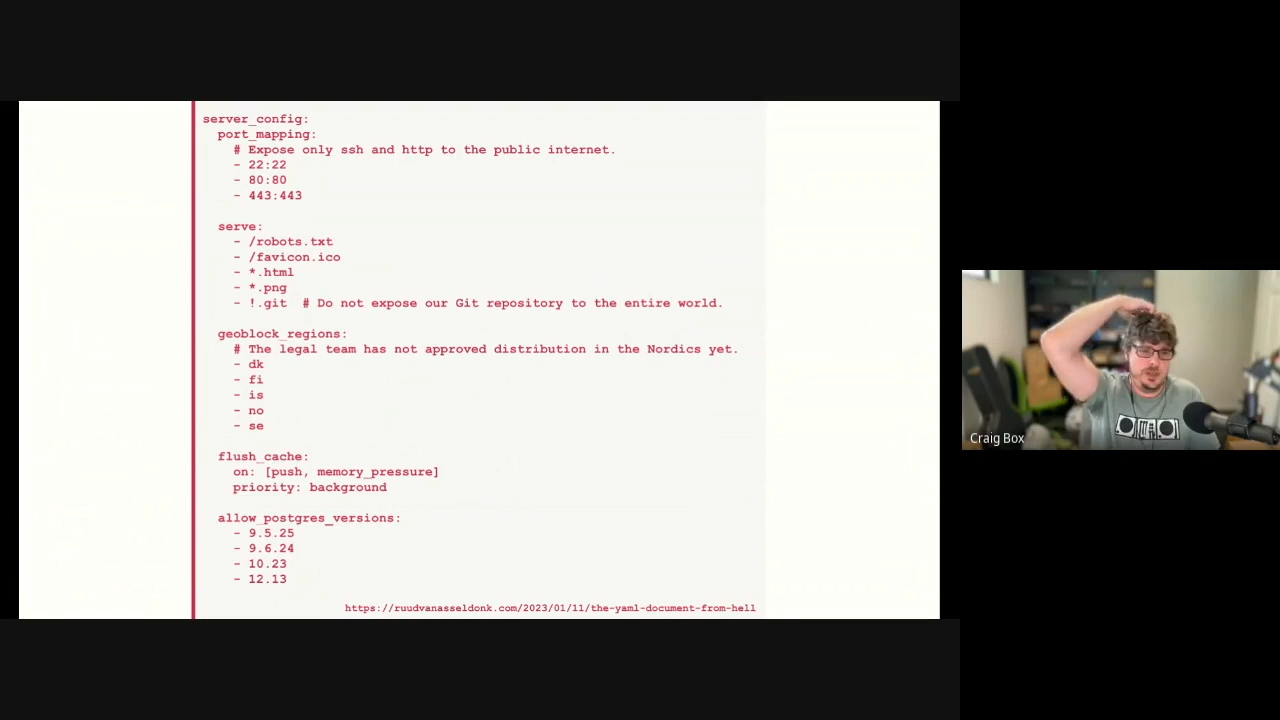 server_config:
port_mapping:
# Expose only ssh and http to the public internet.
- 22:22
- 80:80
- 443:443
serve:
- /robots.txt
- /favicon.ico
- *.html
- *.png
- !.git # Do not expose our Git repository to the entire world.
geoblock_regions:
# The legal team has not approved distribution in the Nordics yet.
- dk
- fi
- is
- no
- se
flush_cache:
on: [push, memory_pressure]
priority: background
allow_postgres_versions:
- 9.5.25
- 9.6.24
- 10.23
- 12.13
https://ruudvanasseldonk.com/2023/01/11/the-yaml-document-from-hell
Craig Box